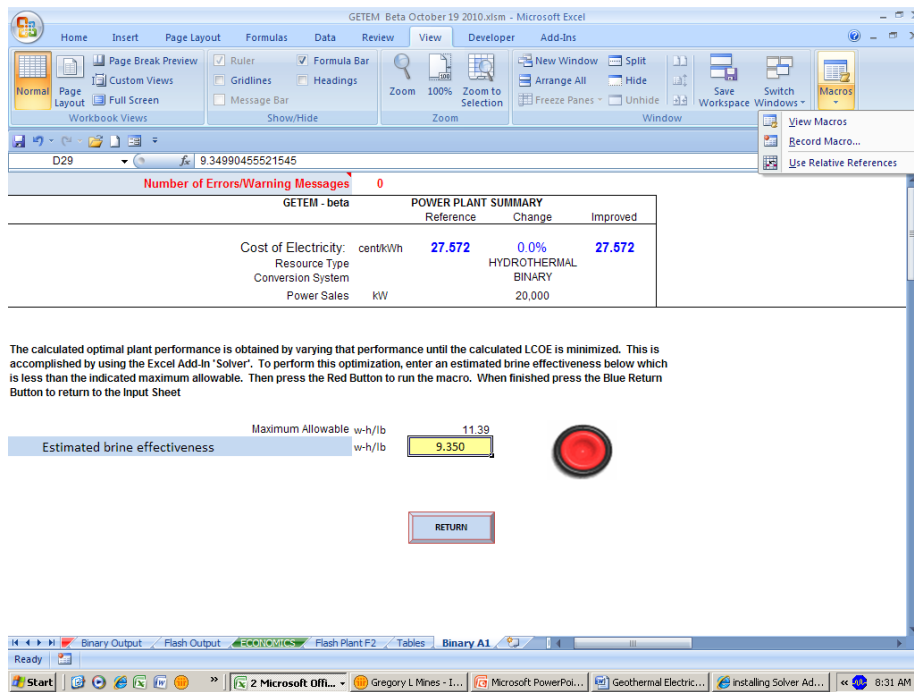 GETEM Beta October 19 2010.xlsm - Microsoft Excel
Home Insert Page Layout Formulas Data Review View Developer Add-Ins
Normal
Page Layout
Page Break Preview
Custom Views
Full Screen
Workbook Views
Ruler
Formula Bar
Gridlines
Headings
Message Bar
Show/Hide
Zoom
100%
Zoom to Selection
Zoom
New Window
Arrange All
Freeze Panes
Split
Hide
Unhide
Save Workspace
Switch Windows
Window
Macros
View Macros
Record Macro...
Use Relative References
D29 fx 9.34990455521545
Number of Errors/Warning Messages 0
GETEM - beta POWER PLANT SUMMARY
Reference Change Improved
Cost of Electricity: cent/kWh 27.572 0.0% 27.572
Resource Type HYDROTHERMAL
Conversion System BINARY
Power Sales kW 20,000
The calculated optimal plant performance is obtained by varying that performance until the calculated LCOE is minimized. This is
accomplished by using the Excel Add-In 'Solver'. To perform this optimization, enter an estimated brine effectiveness below which
is less than the indicated maximum allowable. Then press the Red Button to run the macro. When finished press the Blue Return
Button to return to the Input Sheet
Maximum Allowable w-h/lb 11.39
Estimated brine effectiveness w-h/lb 9.350
RETURN
Binary Output Flash Output ECONOMICS Flash Plant F2 Tables Binary A1
Ready
Start » 2 Microsoft Offi... Gregory L Mines - I... Microsoft PowerPoi... Geothermal Electric... installing Solver Ad... « 8:31 AM